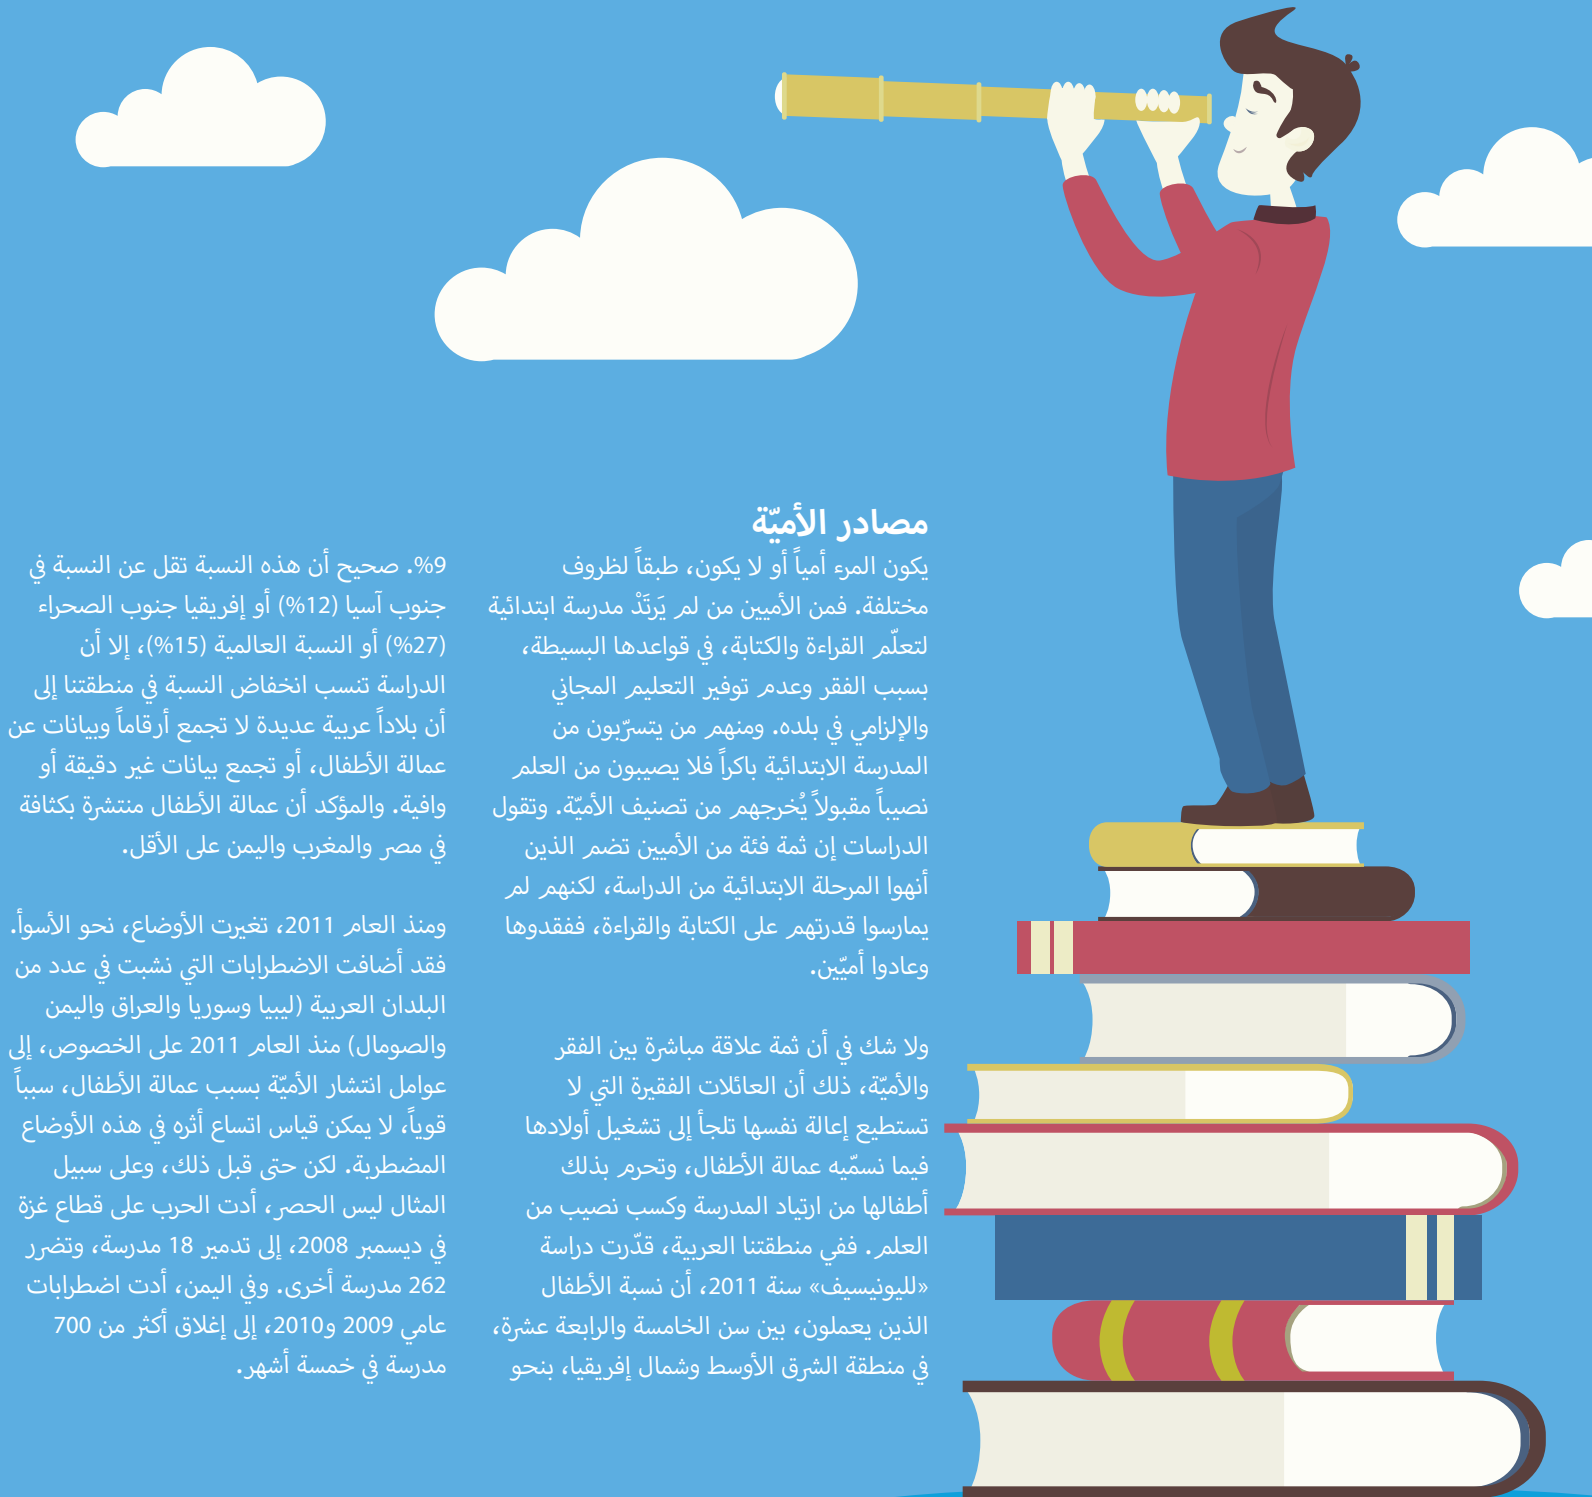 مصادر الأميّة
يكون المرء أمياً أو لا يكون، طبقاً لظروف
مختلفة. فمن الأميين من لم يَرتَدْ مدرسة ابتدائية
لتعلّم القراءة والكتابة، في قواعدها البسيطة،
بسبب الفقر وعدم توفير التعليم المجاني
والإلزامي في بلده. ومنهم من يتسرّبون من
المدرسة الابتدائية باكراً فلا يصيبون من العلم
نصيباً مقبولاً يُخرجهم من تصنيف الأميّة. وتقول
الدراسات إن ثمة فئة من الأميين تضم الذين
أنهوا المرحلة الابتدائية من الدراسة، لكنهم لم
يمارسوا قدرتهم على الكتابة والقراءة، ففقدوها
وعادوا أميّين.
ولا شك في أن ثمة علاقة مباشرة بين الفقر
والأميّة، ذلك أن العائلات الفقيرة التي لا
تستطيع إعالة نفسها تلجأ إلى تشغيل أولادها
فيما نسمّيه عمالة الأطفال، وتحرم بذلك
أطفالها من ارتياد المدرسة وكسب نصيب من
العلم. ففي منطقتنا العربية، قدّرت دراسة
«لليونيسيف» سنة 2011، أن نسبة الأطفال
الذين يعملون، بين سن الخامسة والرابعة عشرة،
في منطقة الشرق الأوسط وشمال إفريقيا، بنحو
9%. صحيح أن هذه النسبة تقل عن النسبة في
جنوب آسيا (12%) أو إفريقيا جنوب الصحراء
(27%) أو النسبة العالمية (15%)، إلا أن
الدراسة تنسب انخفاض النسبة في منطقتنا إلى
أن بلاداً عربية عديدة لا تجمع أرقاماً وبيانات عن
عمالة الأطفال، أو تجمع بيانات غير دقيقة أو
وافية. والمؤكد أن عمالة الأطفال منتشرة بكثافة
في مصر والمغرب واليمن على الأقل.
ومنذ العام 2011، تغيرت الأوضاع، نحو الأسوأ.
فقد أضافت الاضطرابات التي نشبت في عدد من
البلدان العربية (ليبيا وسوريا والعراق واليمن
والصومال) منذ العام 2011 على الخصوص، إلى
عوامل انتشار الأميّة بسبب عمالة الأطفال، سبباً
قوياً، لا يمكن قياس اتساع أثره في هذه الأوضاع
المضطربة. لكن حتى قبل ذلك، وعلى سبيل
المثال ليس الحصر، أدت الحرب على قطاع غزة
في ديسمبر 2008، إلى تدمير 18 مدرسة، وتضرر
262 مدرسة أخرى. وفي اليمن، أدت اضطرابات
عامي 2009 و2010، إلى إغلاق أكثر من 700
مدرسة في خمسة أشهر.